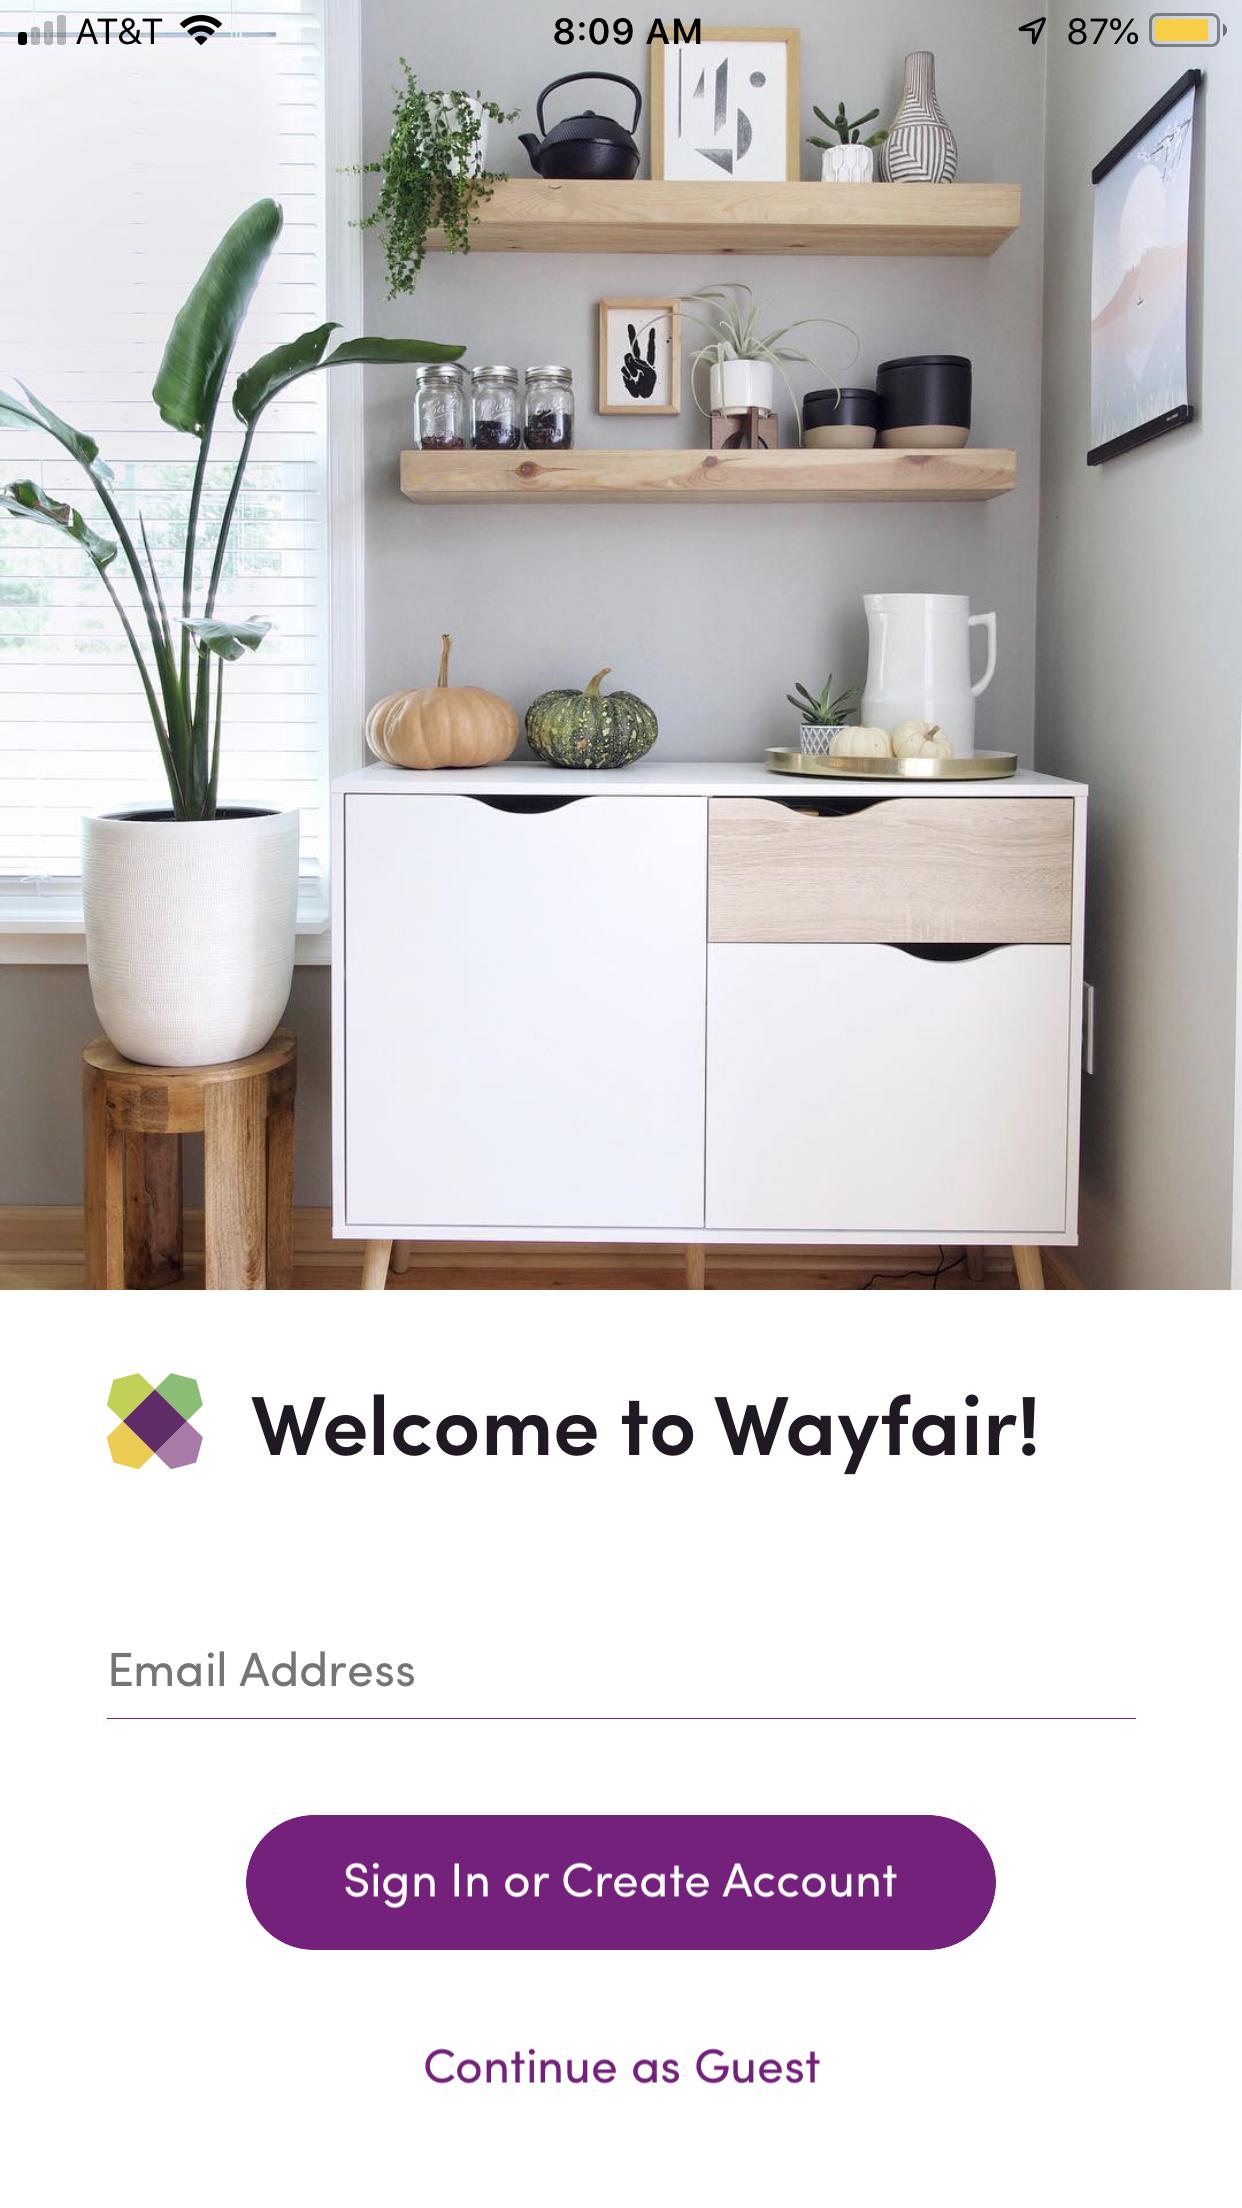 AT&T 8:09 AM 87%
Welcome to Wayfair!
Email Address
Sign In or Create Account
Continue as Guest